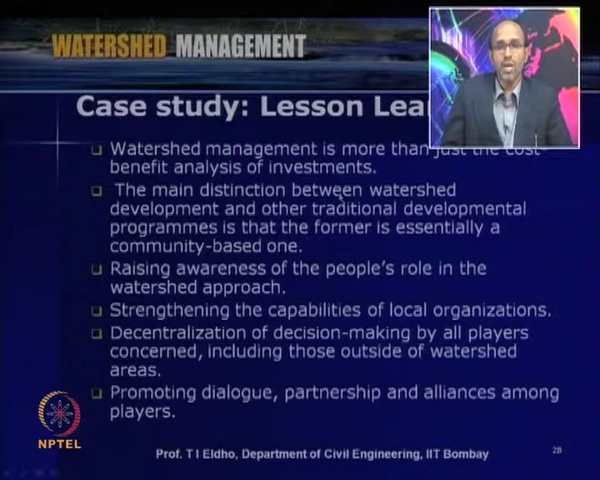 WATERSHED MANAGEMENT
Case study: Lesson Lea
Watershed management is more than just the cost-
benefit analysis of investments.
The main distinction between watershed
development and other traditional developmental
programmes is that the former is essentially a
community-based one.
Raising awareness of the people's role in the
watershed approach.
Strengthening the capabilities of local organizations.
Decentralization of decision-making by all players
concerned, including those outside of watershed
areas.
Promoting dialogue, partnership and alliances among
players.
NPTEL
Prof. T I Eldho, Department of Civil Engineering, IIT Bombay
28